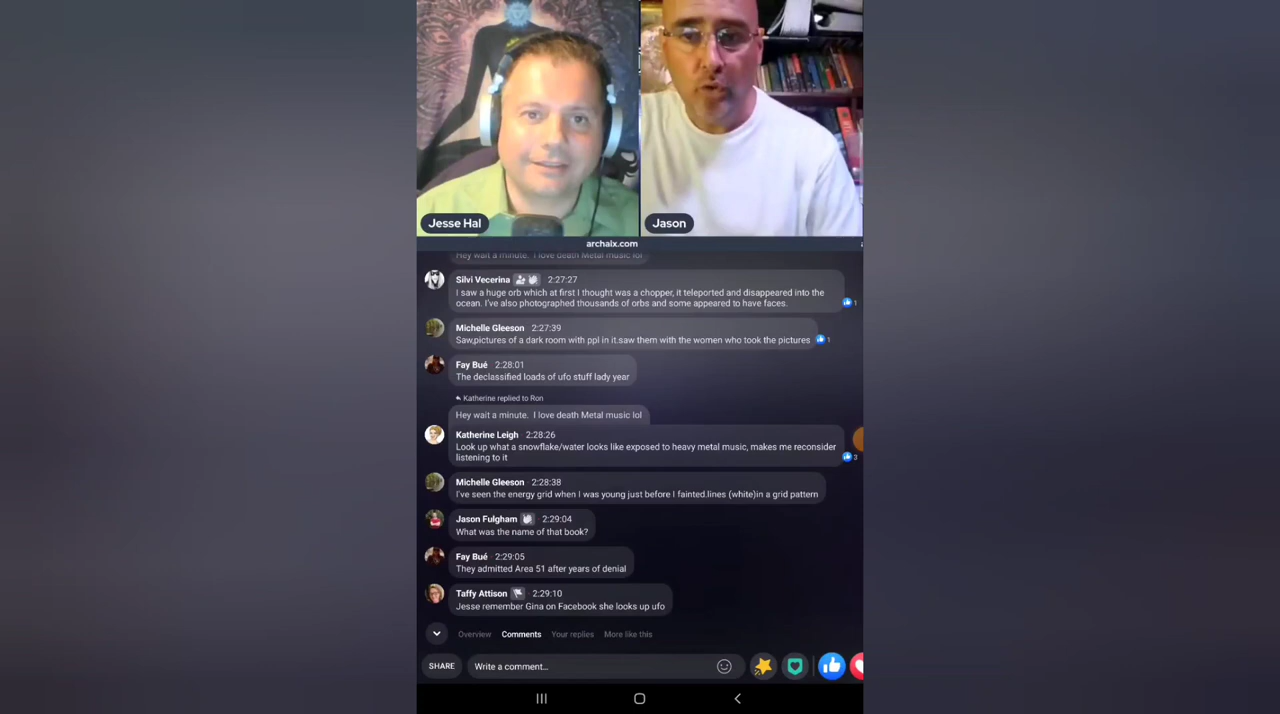 Jesse Hal
Jason
archaix.com
Hey wait a minute. I love death Metal music lol
Silvi Vecerina 2:27:27
I saw a huge orb which at first I thought was a chopper, it teleported and disappeared into the
ocean. I've also photographed thousands of orbs and some appeared to have faces.
1
Michelle Gleeson 2:27:39
Saw,pictures of a dark room with ppl in it.saw them with the women who took the pictures
1
Fay Bué · 2:28:01
The declassified loads of ufo stuff lady year
Katherine replied to Ron
Hey wait a minute. I love death Metal music lol
Katherine Leigh · 2:28:26
Look up what a snowflake/water looks like exposed to heavy metal music, makes me reconsider
listening to it
3
Michelle Gleeson · 2:28:38
I've seen the energy grid when I was young just before I fainted.lines (white)in a grid pattern
Jason Fulgham · 2:29:04
What was the name of that book?
Fay Bué · 2:29:05
They admitted Area 51 after years of denial
Taffy Attison · 2:29:10
Jesse remember Gina on Facebook she looks up ufo
Overview Comments Your replies More like this
SHARE Write a comment...